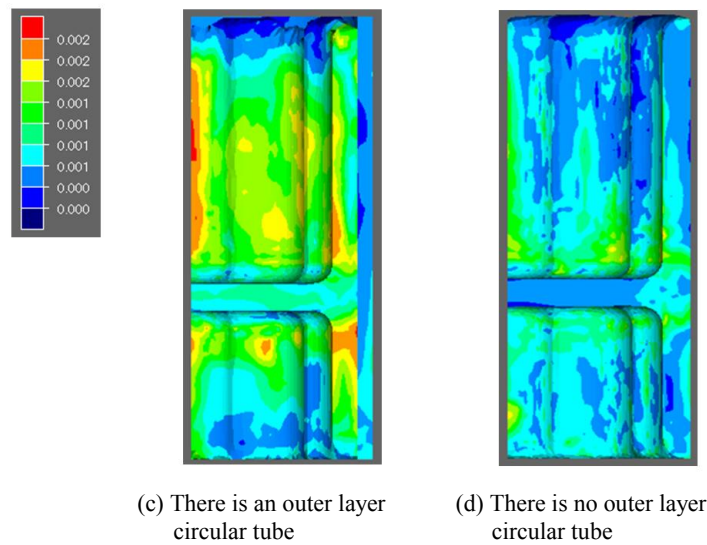 0.002
0.002
0.002
0.001
0.001
0.001
0.001
0.000
0.000
(c) There is an outer layer
circular tube
(d) There is no outer layer
circular tube